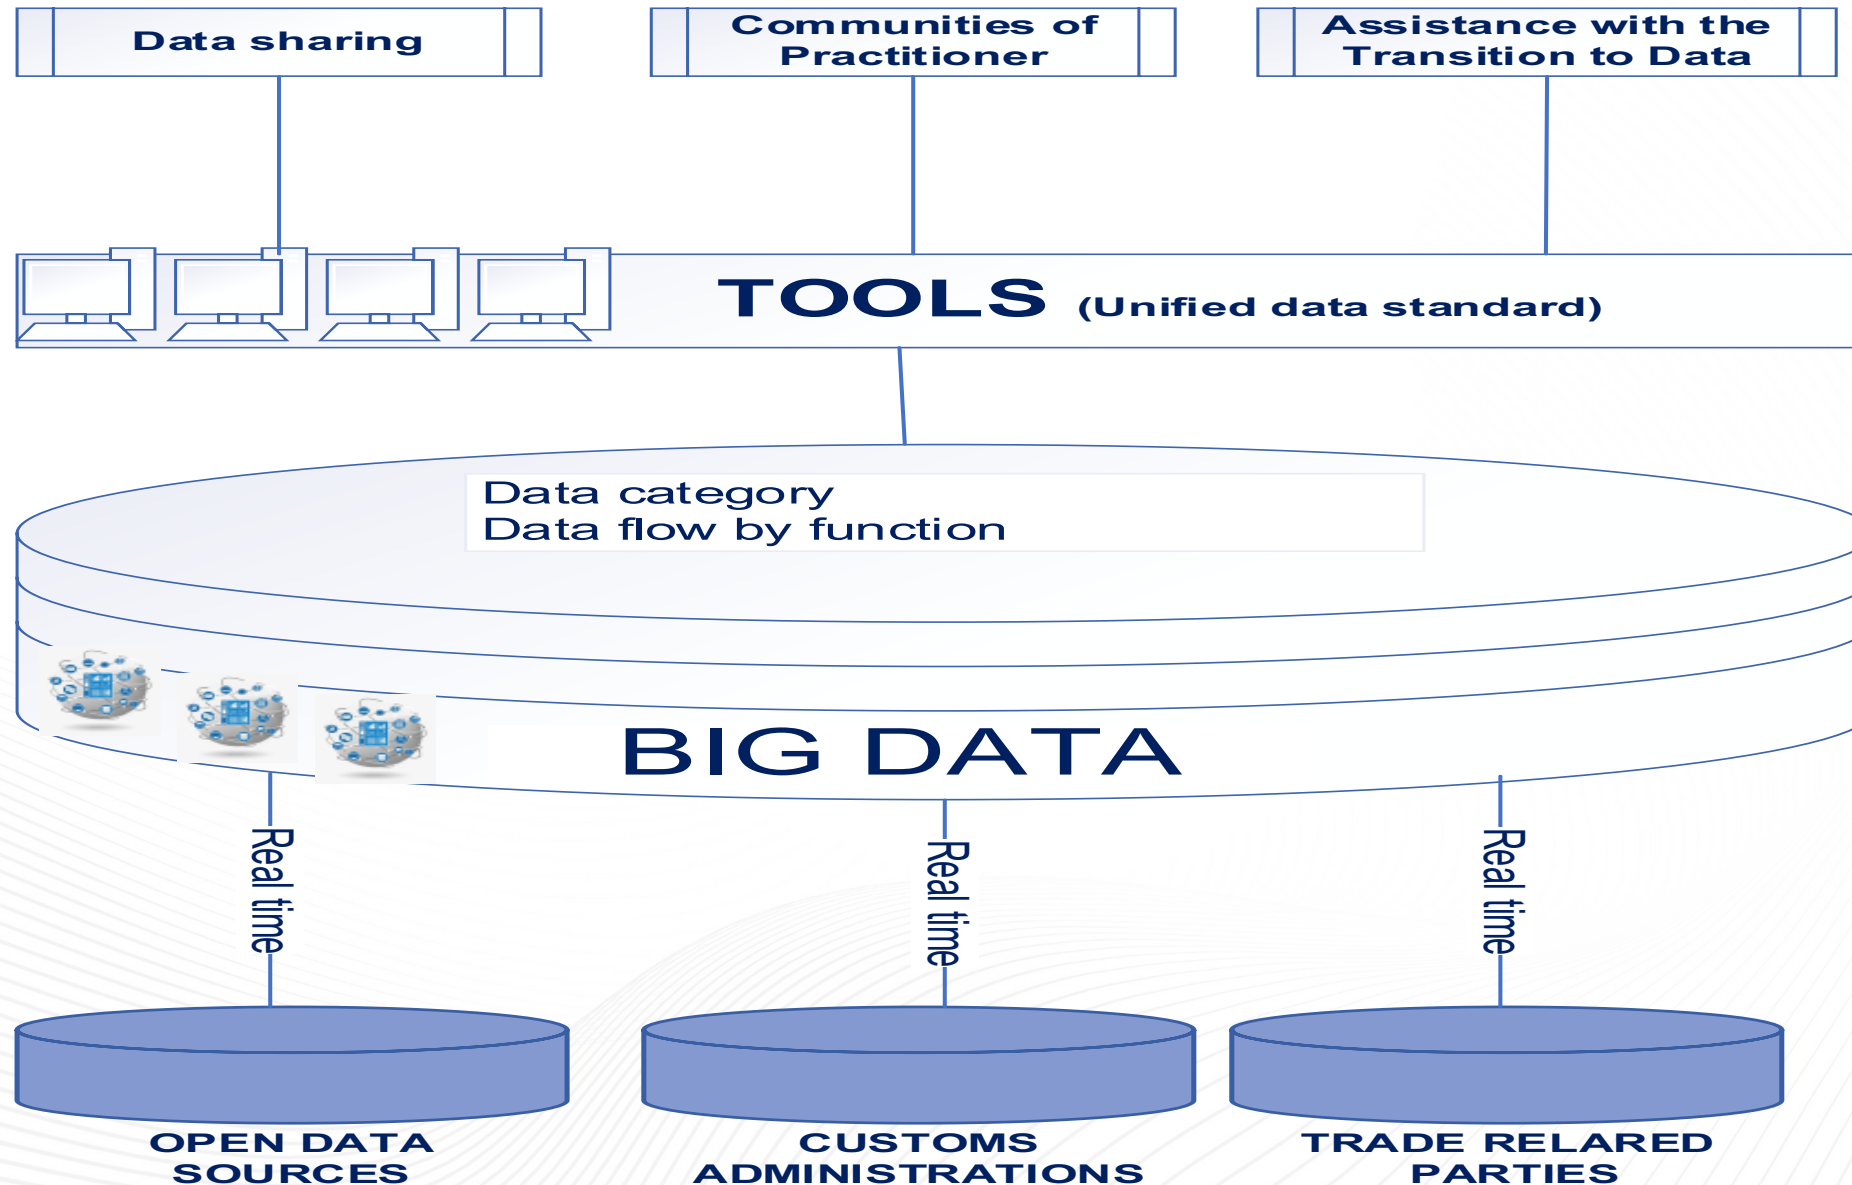 Data sharing
Communities of
Practitioner
Assistance with the
Transition to Data
TOOLS (Unified data standard)
Data category
Data flow by function
BIG DATA
Real time
Real time
Real time
OPEN DATA
SOURCES
CUSTOMS
ADMINISTRATIONS
TRADE RELARED
PARTIES